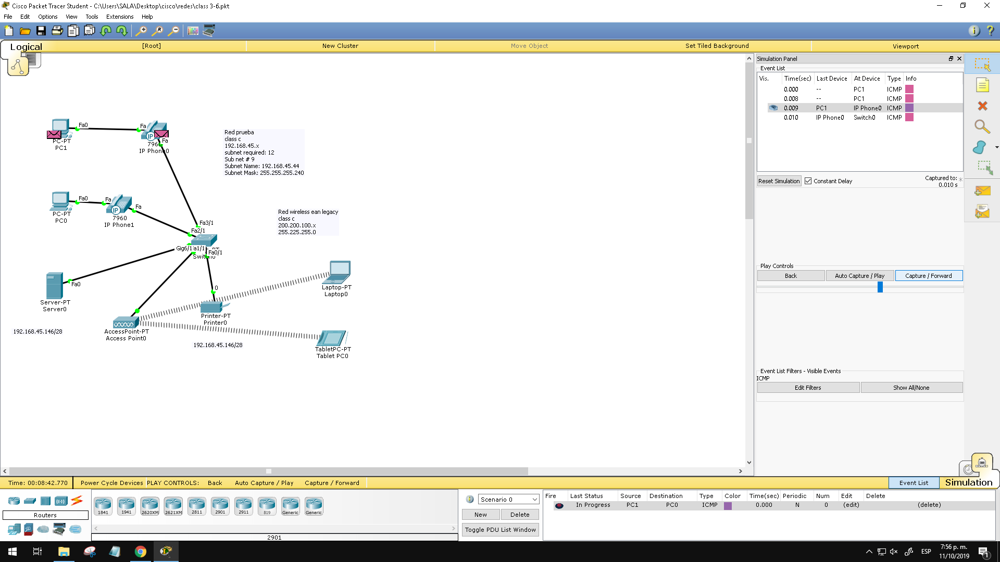 Cisco Packet Tracer Student - C:\Users\SALA\Desktop\cisco\redes\class 3-6.pkt
File Edit Options View Tools Extensions Help
Logical [Root] New Cluster Move Object Set Tiled Background Viewport
Simulation Panel
Event List
Vis. Time(sec) Last Device At Device Type Info
0.000 -- PC1 ICMP
0.008 -- PC1 ICMP
0.009 PC1 IP Phone0 ICMP
0.010 IP Phone0 Switch0 ICMP
Reset Simulation Constant Delay Captured to: *
0.010 s
Play Controls
Back Auto Capture / Play Capture / Forward
Event List Filters - Visible Events
ICMP
Edit Filters Show All/None
Fa0 Fa
PC-PT
PC1
IP
Fa
7960
IP Phone0
Red prueba
class c
192.168.45.x
subnet required: 12
Sub net # 9
Subnet Name: 192.168.45.44
Subnet Mask: 255.255.255.240
Fa0 Fa
PC-PT
PC0
IP
Fa
7960
IP Phone1
Red wireless ean legacy
class c
200.200.100.x
255.225.255.0
Fa3/1
Fa2/1
Gig6/1
a1/1
PT
Fa0/1
Switch0
Fa0
Server-PT
Server0
0
Laptop-PT
Laptop0
Printer-PT
Printer0
192.168.45.146/28
AccessPoint-PT
Access Point0
192.168.45.146/28
TabletPC-PT
Tablet PC0
Time: 00:08:42.770 Power Cycle Devices PLAY CONTROLS: Back Auto Capture / Play Capture / Forward Event List Simulation
Routers
1841 1941 2620XM 2621XM 2811 2901 2911 819 Generic Generic
2901
Scenario 0
New Delete
Toggle PDU List Window
Fire Last Status Source Destination Type Color Time(sec) Periodic Num Edit Delete
In Progress PC1 PC0 ICMP 0.000 N 0 (edit) (delete)
ESP
7:56 p. m.
11/10/2019
1